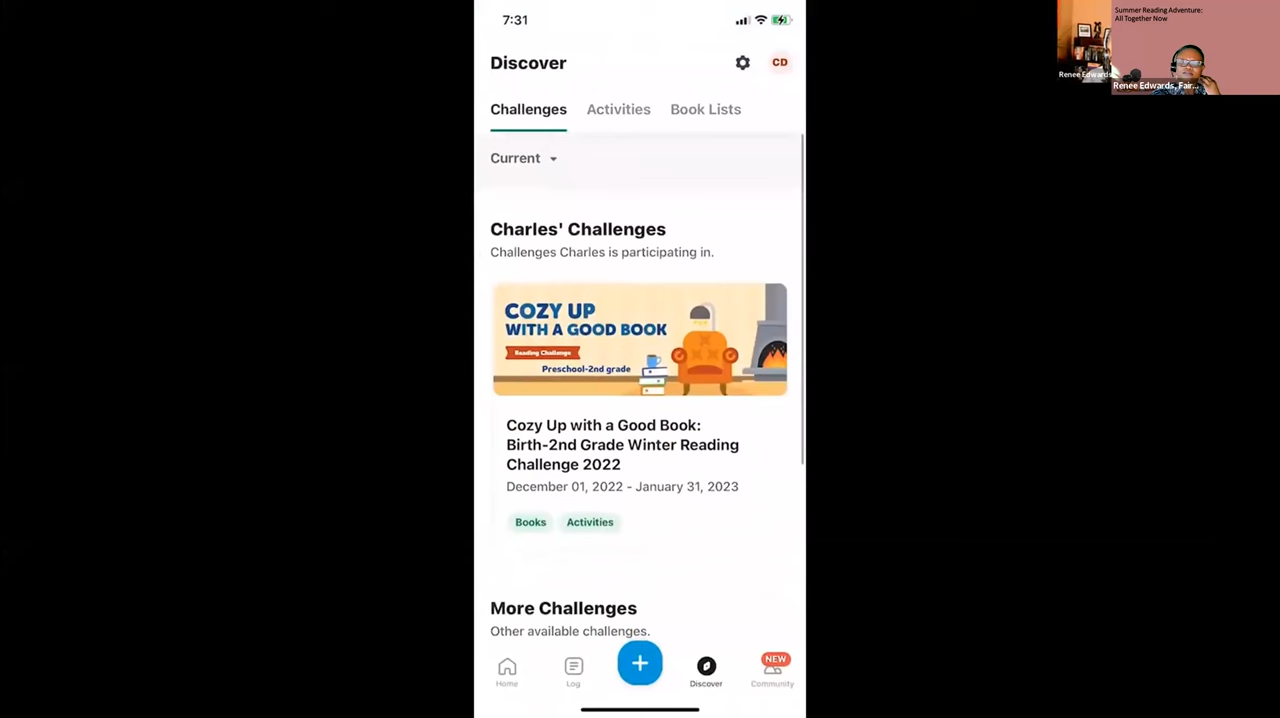 7:31
Discover
CD
Challenges Activities Book Lists
Current
Charles' Challenges
Challenges Charles is participating in.
COZY UP
WITH A GOOD BOOK
Reading Challenge
Preschool-2nd grade
Cozy Up with a Good Book:
Birth-2nd Grade Winter Reading
Challenge 2022
December 01, 2022 - January 31, 2023
Books Activities
More Challenges
Other available challenges.
NEW
Home Log Discover Community
Summer Reading Adventure:
All Together Now
Renee Edwards
Renee Edwards, Fair...